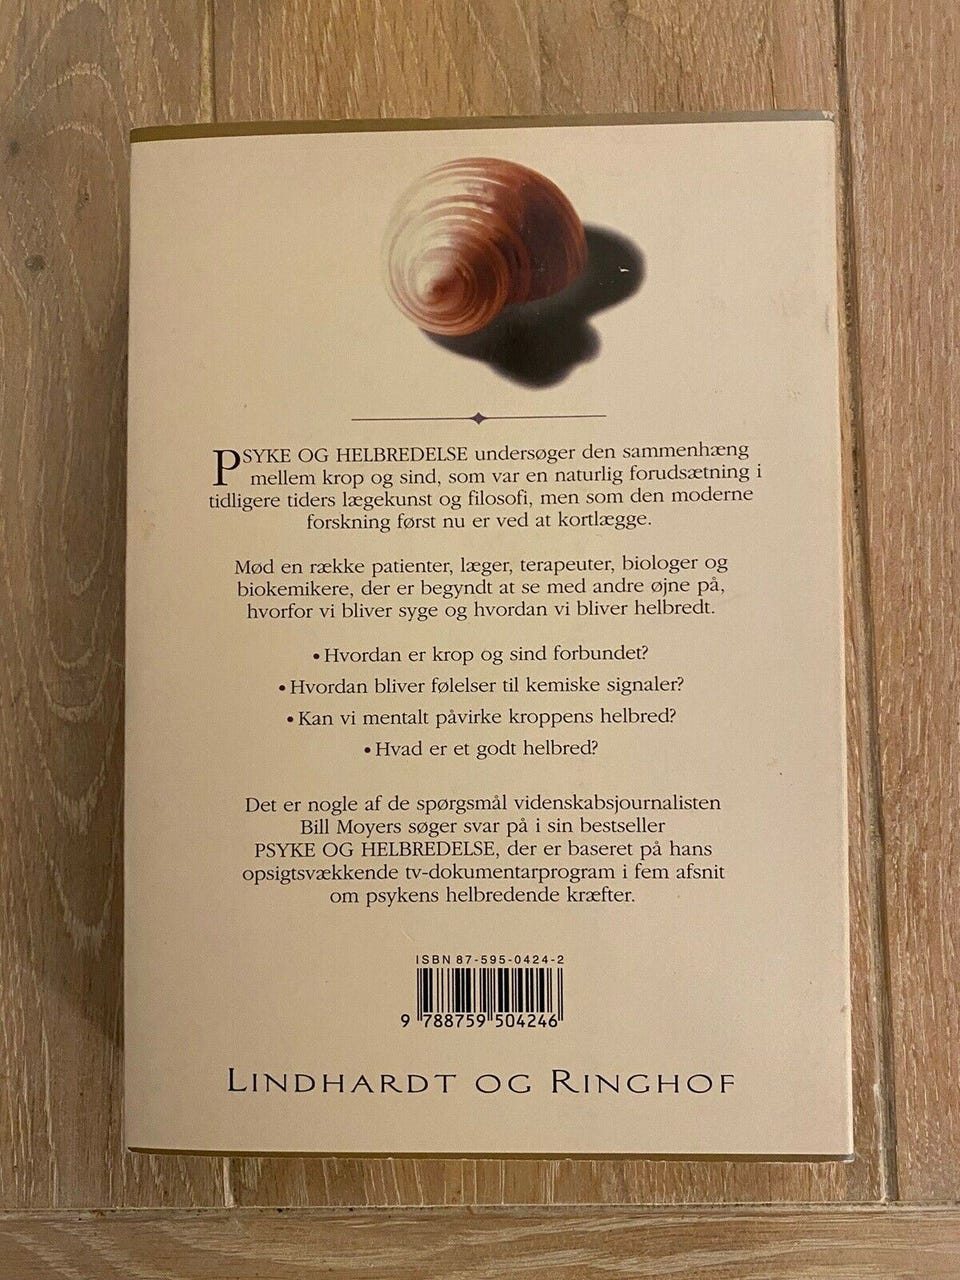 PSYKE OG HELBREDELSE undersøger den sammenhæng
mellem krop og sind, som var en naturlig forudsætning i
tidligere tiders lægekunst og filosofi, men som den moderne
forskning først nu er ved at kortlægge.
Mød en række patienter, læger, terapeuter, biologer og
biokemikere, der er begyndt at se med andre øjne på,
hvorfor vi bliver syge og hvordan vi bliver helbredt.
• Hvordan er krop og sind forbundet?
• Hvordan bliver følelser til kemiske signaler?
• Kan vi mentalt påvirke kroppens helbred?
• Hvad er et godt helbred?
Det er nogle af de spørgsmål videnskabsjournalisten
Bill Moyers søger svar på i sin bestseller
PSYKE OG HELBREDELSE, der er baseret på hans
opsigtsvækkende tv-dokumentarprogram i fem afsnit
om psykens helbredende kræfter.
ISBN 87-595-0424-2
9 788759 504246
LINDHARDT OG RINGHOF